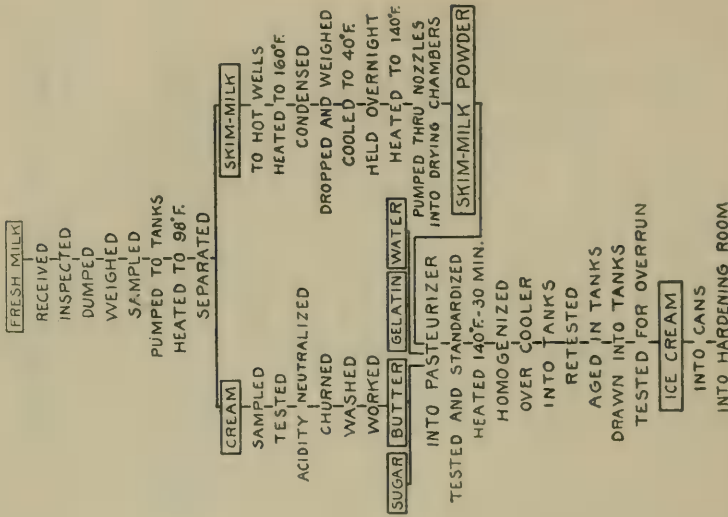 FRESH MILK
RECEIVED
INSPECTED
DUMPED
WEIGHED
SAMPLED
PUMPED TO TANKS
HEATED TO 98°F.
SEPARATED
CREAM
SAMPLED
TESTED
ACIDITY NEUTRALIZED
CHURNED
WASHED
WORKED
SKIM-MILK
TO HOT WELLS
HEATED TO 160°F.
CONDENSED
DROPPED AND WEIGHED
COOLED TO 40°F.
HELD OVERNIGHT
HEATED TO 140°F.
PUMPED THRU NOZZLES
INTO DRYING CHAMBERS
SKIM-MILK POWDER
SUGAR BUTTER GELATIN WATER
INTO PASTEURIZER
TESTED AND STANDARDIZED
HEATED 140°F.-30 MIN.
HOMOGENIZED
OVER COOLER
INTO TANKS
RETESTED
AGED IN TANKS
DRAWN INTO TANKS
TESTED FOR OVERRUN
ICE CREAM
INTO CANS
INTO HARDENING ROOM